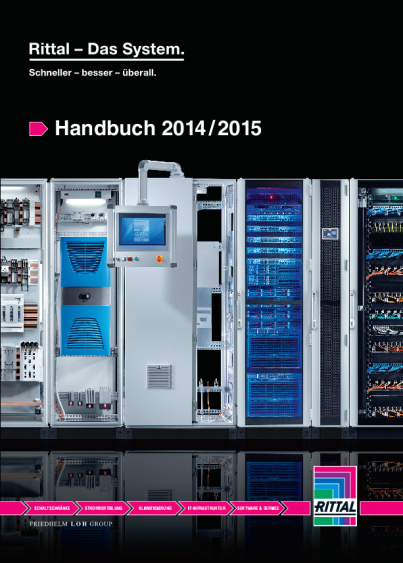 Rittal – Das System.
Schneller – besser – überall.
Handbuch 2014/2015
SCHALTSCHRÄNKE
STROMVERTEILUNG
KLIMATISIERUNG
IT-INFRASTRUKTUR
SOFTWARE & SERVICE
RITTAL
FRIEDHELM LOH GROUP